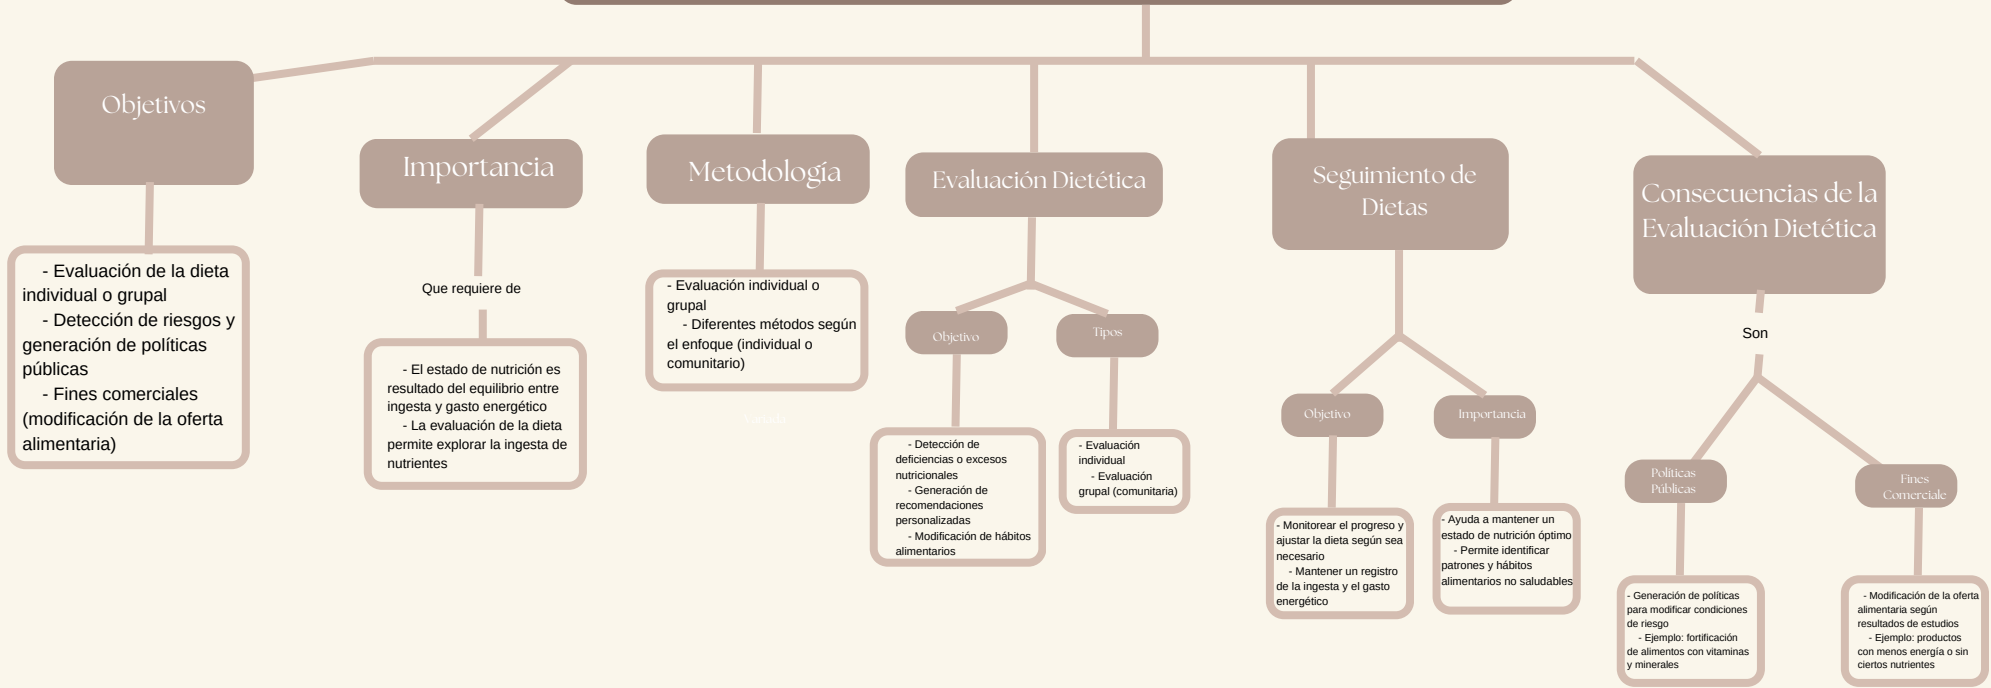 Objetivos
- Evaluación de la dieta
individual o grupal
- Detección de riesgos y
generación de políticas
públicas
- Fines comerciales
(modificación de la oferta
alimentaria)
Importancia
Que requiere de
- El estado de nutrición es
resultado del equilibrio entre
ingesta y gasto energético
- La evaluación de la dieta
permite explorar la ingesta de
nutrientes
Metodología
- Evaluación individual o
grupal
- Diferentes métodos según
el enfoque (individual o
comunitario)
Evaluación Dietética
Objetivo
- Detección de
deficiencias o excesos
nutricionales
- Generación de
recomendaciones
personalizadas
- Modificación de hábitos
alimentarios
Tipos
- Evaluación
individual
- Evaluación
grupal (comunitaria)
Seguimiento de
Dietas
Objetivo
- Monitorear el progreso y
ajustar la dieta según sea
necesario
- Mantener un registro
de la ingesta y el gasto
energético
Importancia
- Ayuda a mantener un
estado de nutrición óptimo
- Permite identificar
patrones y hábitos
alimentarios no saludables
Consecuencias de la
Evaluación Dietética
Son
Políticas
Públicas
- Generación de políticas
para modificar condiciones
de riesgo
- Ejemplo: fortificación
de alimentos con vitaminas
y minerales
Fines
Comerciale
- Modificación de la oferta
alimentaria según
resultados de estudios
- Ejemplo: productos
con menos energía o sin
ciertos nutrientes